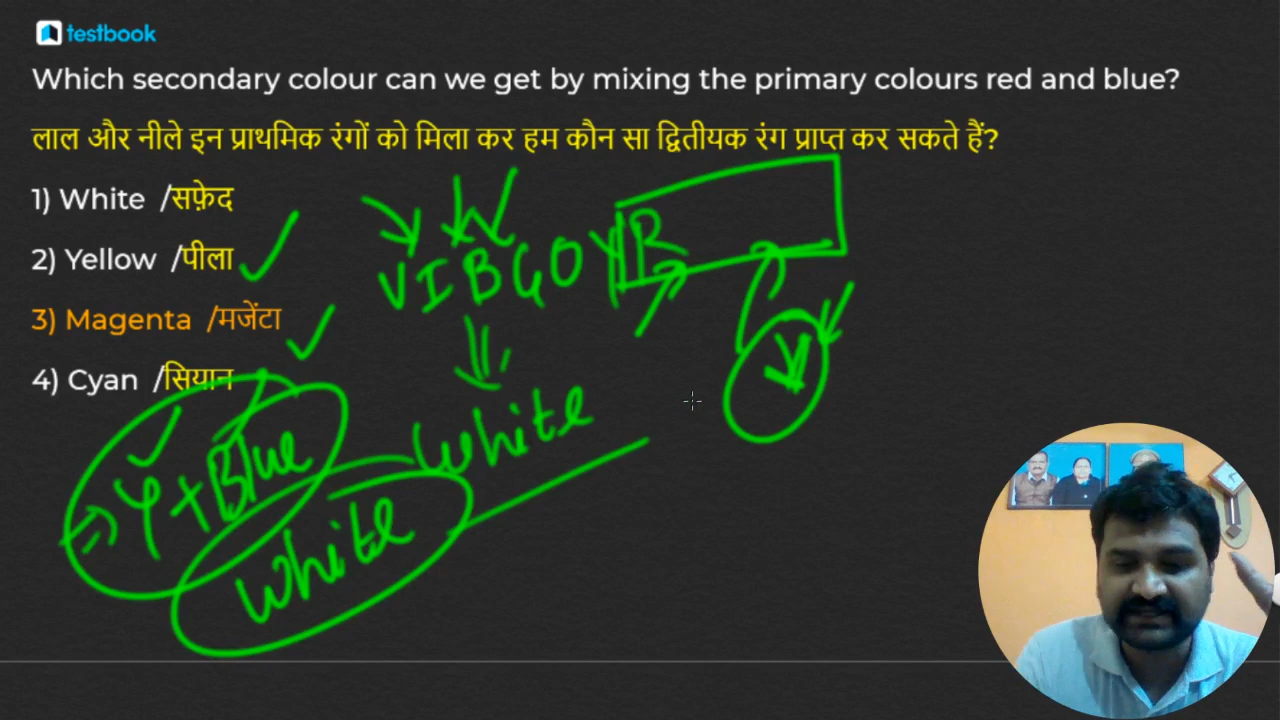 testbook
Which secondary colour can we get by mixing the primary colours red and blue?
लाल और नीले इन प्राथमिक रंगों को मिला कर हम कौन सा द्वितीयक रंग प्राप्त कर सकते हैं?
1) White /सफ़ेद
2) Yellow /पीला
3) Magenta /मजेंटा
4) Cyan /सियान
VIBGOYR
White
Y+Blue
White